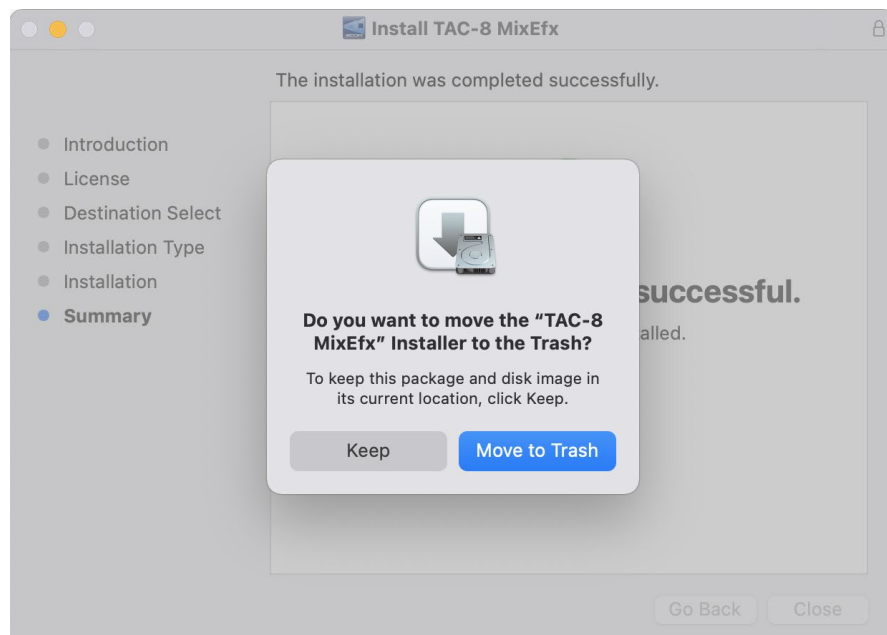 Install TAC-8 MixEfx
The installation was completed successfully.
Introduction
License
Destination Select
Installation Type
Installation
Summary
successful.
alled.
Do you want to move the “TAC-8
MixEfx” Installer to the Trash?
To keep this package and disk image in
its current location, click Keep.
Keep
Move to Trash
Go Back
Close